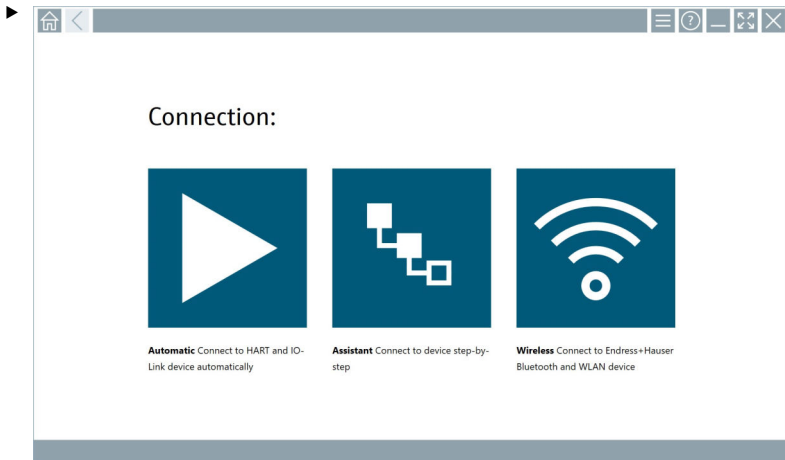 Connection:
Automatic Connect to HART and IO-
Link device automatically
Assistant Connect to device step-by-
step
Wireless Connect to Endress+Hauser
Bluetooth and WLAN device